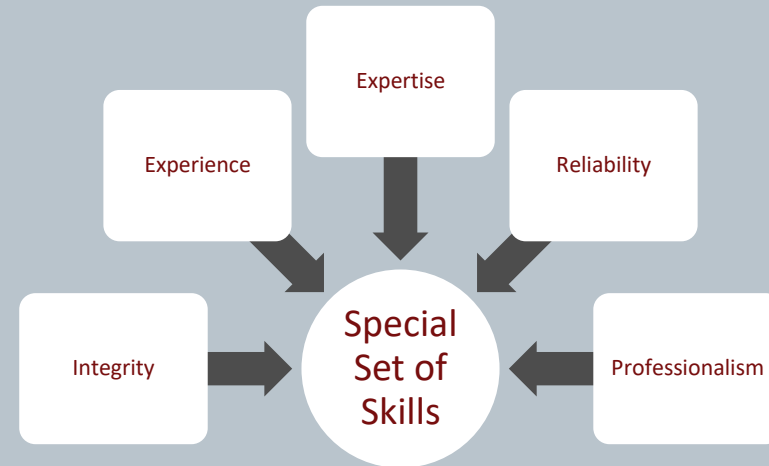 Expertise
Experience
Reliability
Integrity
Special
Set of
Skills
Professionalism